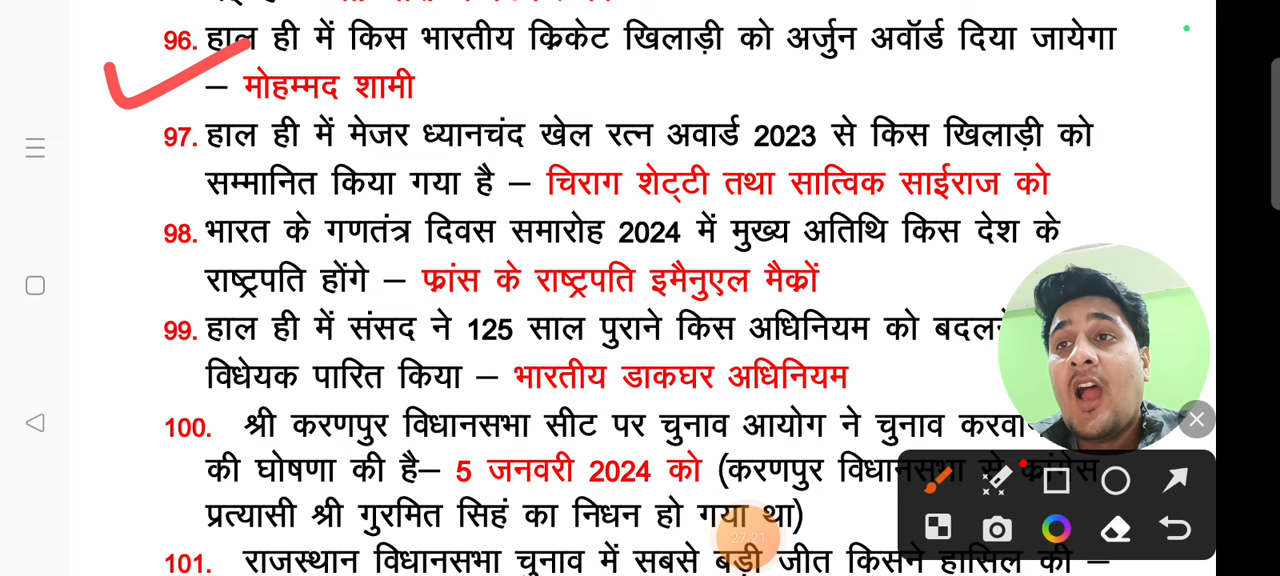 96. हाल ही में किस भारतीय क्रिकेट खिलाड़ी को अर्जुन अवॉर्ड दिया जायेगा
– मोहम्मद शामी
97. हाल ही में मेजर ध्यानचंद खेल रत्न अवार्ड 2023 से किस खिलाड़ी को
सम्मानित किया गया है – चिराग शेट्टी तथा सात्विक साईराज को
98. भारत के गणतंत्र दिवस समारोह 2024 में मुख्य अतिथि किस देश के
राष्ट्रपति होंगे – फ्रांस के राष्ट्रपति इमैनुएल मैक्रों
99. हाल ही में संसद ने 125 साल पुराने किस अधिनियम को
विधेयक पारित किया – भारतीय डाकघर अधिनियम
100. श्री करणपुर विधानसभा सीट पर चुनाव आयोग ने चुनाव
की घोषणा की है– 5 जनवरी 2024 को (करणपुर विधानसभा से कांग्रेस
प्रत्यासी श्री गुरमित सिहं का निधन हो गया था)
27:21
101. राजस्थान विधानसभा चुनाव में सबसे बड़ी जीत किसने हासिल की –